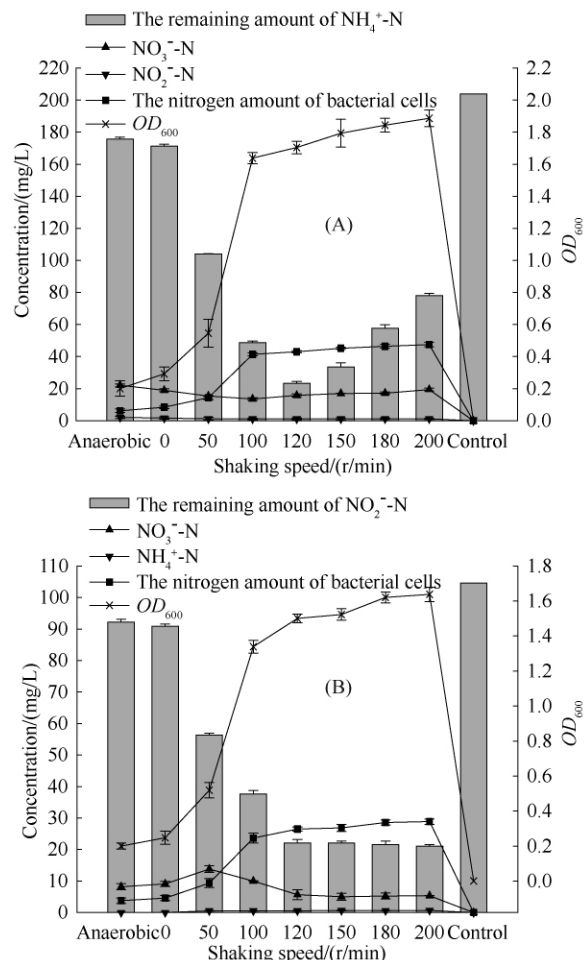 The remaining amount of NH₄⁺-N
NO₃⁻-N
NO₂⁻-N
The nitrogen amount of bacterial cells
OD₆₀₀
220
200
180
160
140
120
100
80
60
40
20
0
Concentration/(mg/L)
2.2
2.0
1.8
1.6
1.4
1.2
1.0
0.8
0.6
0.4
0.2
0.0
OD₆₀₀
(A)
Anaerobic 0 50 100 120 150 180 200 Control
Shaking speed/(r/min)
The remaining amount of NO₂⁻-N
NO₃⁻-N
NH₄⁺-N
The nitrogen amount of bacterial cells
OD₆₀₀
110
100
90
80
70
60
50
40
30
20
10
0
Concentration/(mg/L)
1.8
1.6
1.4
1.2
1.0
0.8
0.6
0.4
0.2
0.0
OD₆₀₀
(B)
Anaerobic 0 50 100 120 150 180 200 Control
Shaking speed/(r/min)